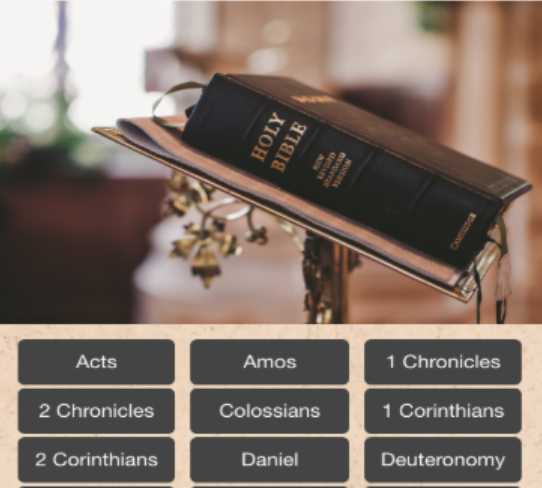 HOLY
BIBLE
NEW
REVISED
STANDARD
VERSION
CAMBRIDGE
Acts
Amos
1 Chronicles
2 Chronicles
Colossians
1 Corinthians
2 Corinthians
Daniel
Deuteronomy